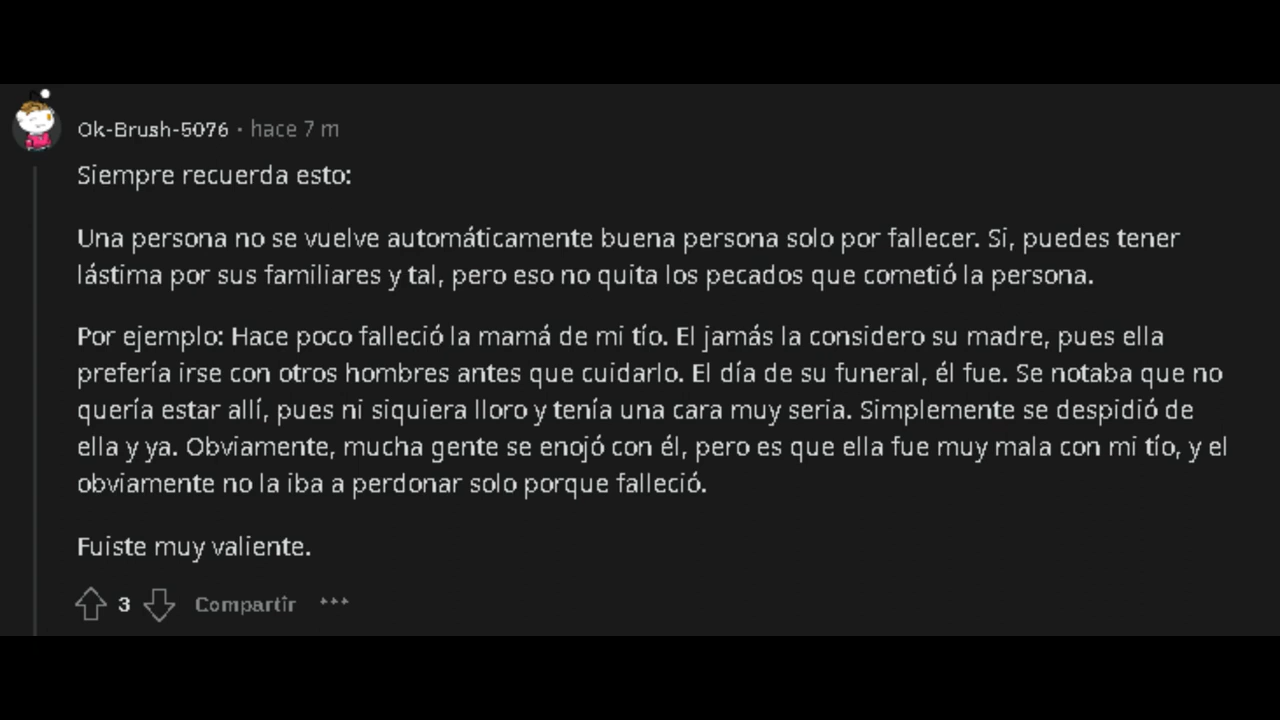 Ok-Brush-5076 · hace 7 m
Siempre recuerda esto:
Una persona no se vuelve automáticamente buena persona solo por fallecer. Si, puedes tener
lástima por sus familiares y tal, pero eso no quita los pecados que cometió la persona.
Por ejemplo: Hace poco falleció la mamá de mi tío. El jamás la considero su madre, pues ella
prefería irse con otros hombres antes que cuidarlo. El día de su funeral, él fue. Se notaba que no
quería estar allí, pues ni siquiera lloro y tenía una cara muy seria. Simplemente se despidió de
ella y ya. Obviamente, mucha gente se enojó con él, pero es que ella fue muy mala con mi tío, y el
obviamente no la iba a perdonar solo porque falleció.
Fuiste muy valiente.
3 Compartir